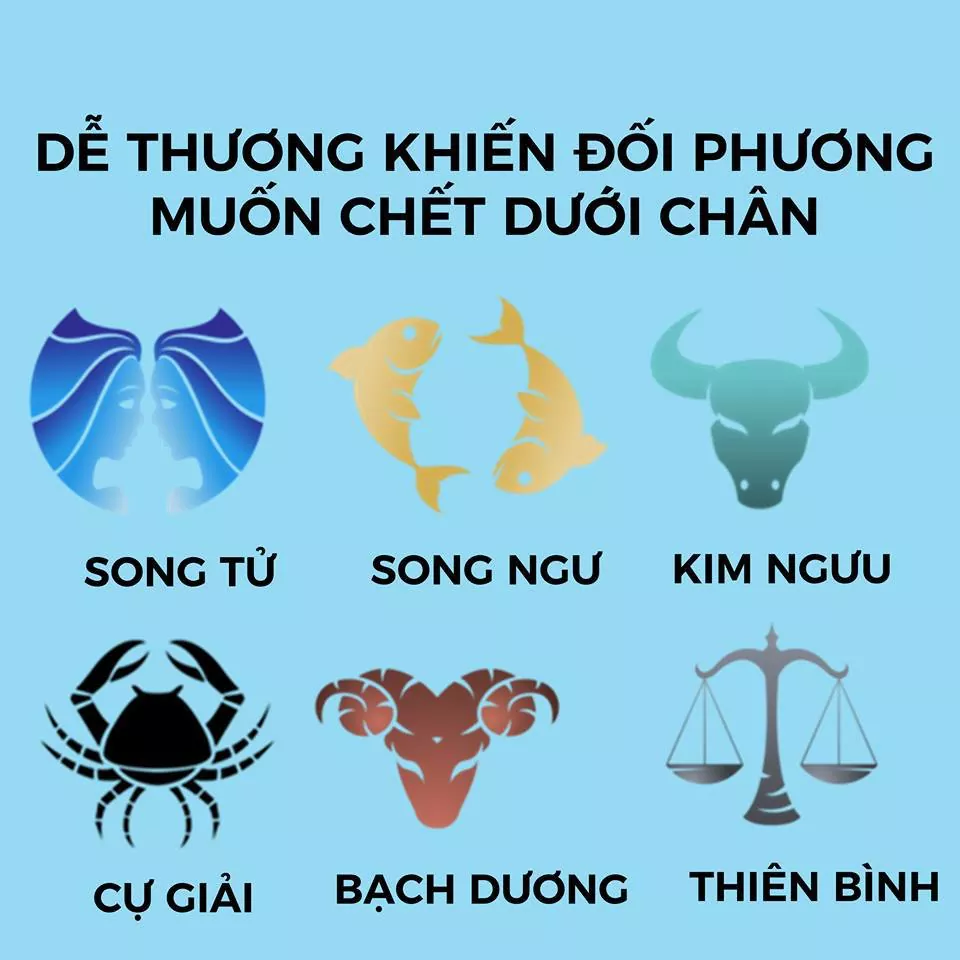 DỄ THƯƠNG KHIẾN ĐỐI PHƯƠNG
MUỐN CHẾT DƯỚI CHÂN
SONG TỬ
SONG NGƯ
KIM NGƯU
CỰ GIẢI
BẠCH DƯƠNG
THIÊN BÌNH